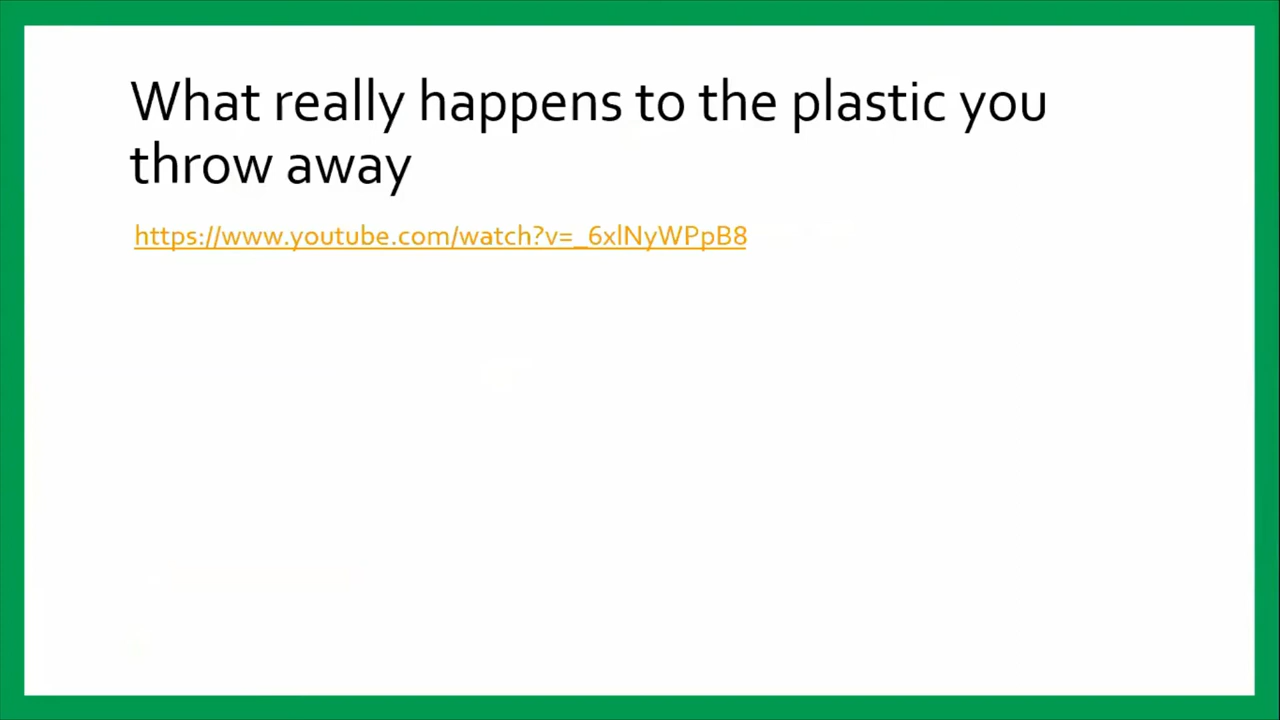 What really happens to the plastic you
throw away
https://www.youtube.com/watch?v=_6xlNyWPpB8